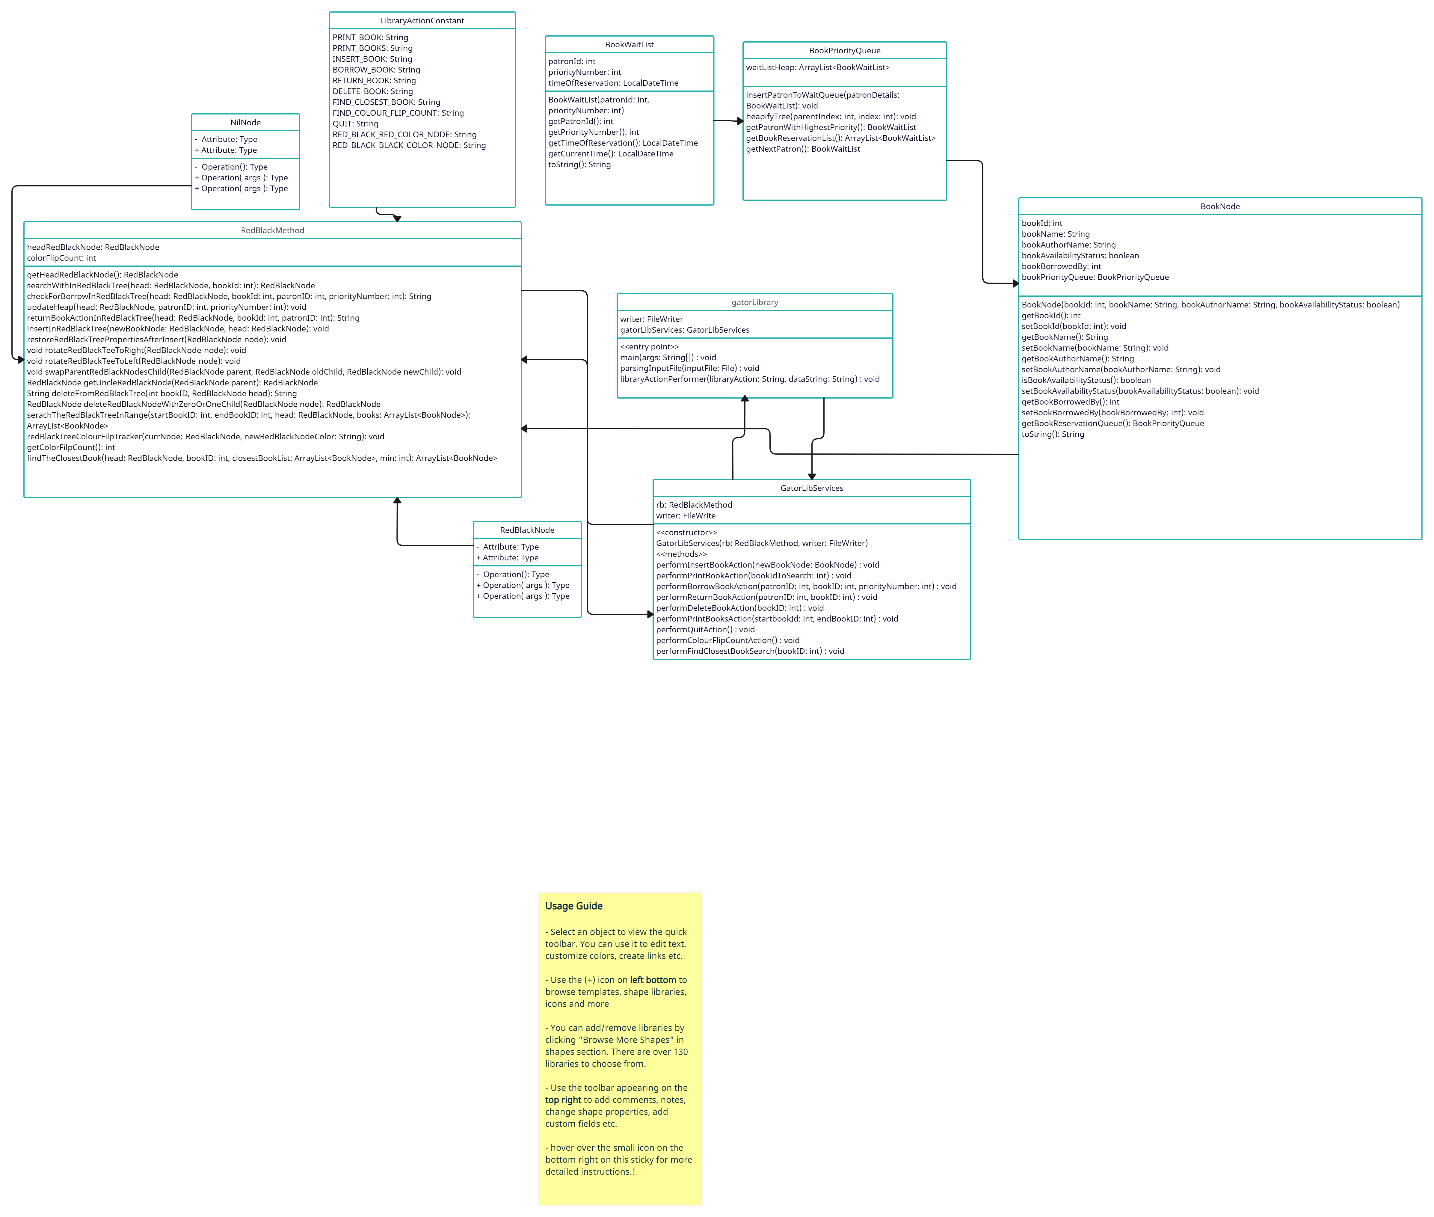 LibraryActionConstant
PRINT_BOOK: String
PRINT_BOOKS: String
INSERT_BOOK: String
BORROW_BOOK: String
RETURN_BOOK: String
DELETE_BOOK: String
FIND_CLOSEST_BOOK: String
FIND_COLOUR_FLIP_COUNT: String
QUIT: String
RED_BLACK_RED_COLOR_NODE: String
RED_BLACK_BLACK_COLOR_NODE: String
BookWaitList
patronId: int
priorityNumber: int
timeOfReservation: LocalDateTime
BookWaitList(patronId: int,
priorityNumber: int)
getPatronId(): int
getPriorityNumber(): int
getTimeOfReservation(): LocalDateTime
getCurrentTime(): LocalDateTime
toString(): String
BookPriorityQueue
waitListHeap: ArrayList<BookWaitList>
insertPatronToWaitQueue(patronDetails:
BookWaitList): void
heapifyTree(parentIndex: int, index: int): void
getPatronWithHighestPriority(): BookWaitList
getBookReservationList(): ArrayList<BookWaitList>
getNextPatron(): BookWaitList
NilNode
- Attribute: Type
+ Attribute: Type
- Operation(): Type
+ Operation( args ): Type
+ Operation( args ): Type
BookNode
bookId: int
bookName: String
bookAuthorName: String
bookAvailabilityStatus: boolean
bookBorrowedBy: int
bookPriorityQueue: BookPriorityQueue
BookNode(bookId: int, bookName: String, bookAuthorName: String, bookAvailabilityStatus: boolean)
getBookId(): int
setBookId(bookId: int): void
getBookName(): String
setBookName(bookName: String): void
getBookAuthorName(): String
setBookAuthorName(bookAuthorName: String): void
isBookAvailabilityStatus(): boolean
setBookAvailabilityStatus(bookAvailabilityStatus: boolean): void
getBookBorrowedBy(): int
setBookBorrowedBy(bookBorrowedBy: int): void
getBookReservationQueue(): BookPriorityQueue
toString(): String
RedBlackMethod
headRedBlackNode: RedBlackNode
colorFlipCount: int
getHeadRedBlackNode(): RedBlackNode
searchWithInRedBlackTree(head: RedBlackNode, bookId: int): RedBlackNode
checkForBorrowInRedBlackTree(head: RedBlackNode, bookId: int, patronID: int, priorityNumber: int): String
updateHeap(head: RedBlackNode, patronID: int, priorityNumber: int): void
returnBookActionInRedBlackTree(head: RedBlackNode, bookId: int, patronID: int): String
insertInRedBlackTree(newBookNode: RedBlackNode, head: RedBlackNode): void
restoreRedBlackTreePropertiesAfterInsert(RedBlackNode node): void
void rotateRedBlackTeeToRight(RedBlackNode node): void
void rotateRedBlackTeeToLeft(RedBlackNode node): void
void swapParentRedBlackNodesChild(RedBlackNode parent, RedBlackNode oldChild, RedBlackNode newChild): void
RedBlackNode getUncleRedBlackNode(RedBlackNode parent): RedBlackNode
String deleteFromRedBlackTree(int bookID, RedBlackNode head): String
RedBlackNode deleteRedBlackNodeWithZeroOrOneChild(RedBlackNode node): RedBlackNode
serachTheRedBlackTreeInRange(startBookID: int, endBookID: int, head: RedBlackNode, books: ArrayList<BookNode>):
ArrayList<BookNode>
redBlackTreeColourFilpTracker(currNode: RedBlackNode, newRedBlackNodeColor: String): void
getColorFilpCount(): int
findTheClosestBook(head: RedBlackNode, bookID: int, closestBookList: ArrayList<BookNode>, min: int): ArrayList<BookNode>
gatorLibrary
writer: FileWriter
gatorLibServices: GatorLibServices
<<entry point>>
main(args: String[]) : void
parsingInputFile(inputFile: File) : void
libraryActionPerformer(libraryAction: String, dataString: String) : void
GatorLibServices
rb: RedBlackMethod
writer: FileWrite
<<constructor>>
GatorLibServices(rb: RedBlackMethod, writer: FileWriter)
<<methods>>
performInsertBookAction(newBookNode: BookNode) : void
performPrintBookAction(bookIdToSearch: int) : void
performBorrowBookAction(patronID: int, bookID: int, priorityNumber: int) : void
performReturnBookAction(patronID: int, bookID: int) : void
performDeleteBookAction(bookID: int) : void
performPrintBooksAction(startbookId: int, endBookID: int) : void
performQuitAction() : void
performColourFlipCountAction() : void
performFindClosestBookSearch(bookID: int) : void
RedBlackNode
- Attribute: Type
+ Attribute: Type
- Operation(): Type
+ Operation( args ): Type
+ Operation( args ): Type
Usage Guide
- Select an object to view the quick
toolbar. You can use it to edit text,
customize colors, create links etc.
- Use the (+) icon on left bottom to
browse templates, shape libraries,
icons and more
- You can add/remove libraries by
clicking "Browse More Shapes" in
shapes section. There are over 130
libraries to choose from.
- Use the toolbar appearing on the
top right to add comments, notes,
change shape properties, add
custom fields etc.
- hover over the small icon on the
bottom right on this sticky for more
detailed instructions.!